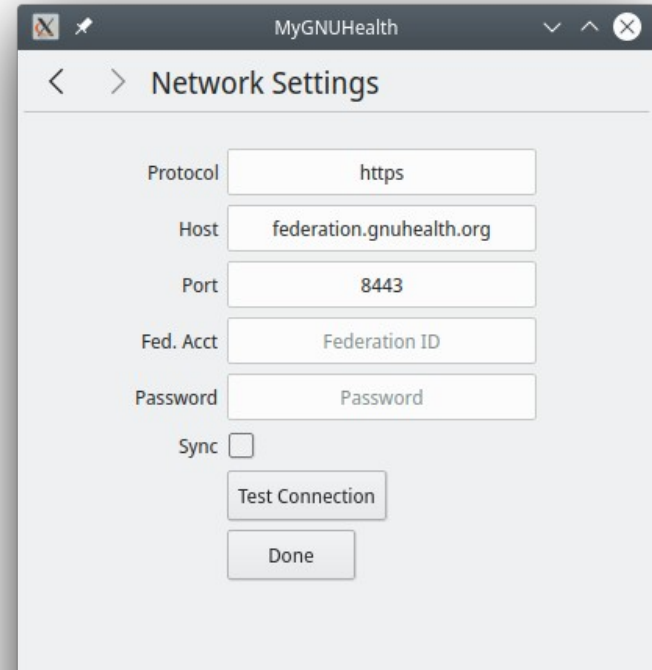 MyGNUHealth
Network Settings
Protocol https
Host federation.gnuhealth.org
Port 8443
Fed. Acct Federation ID
Password Password
Sync
Test Connection
Done